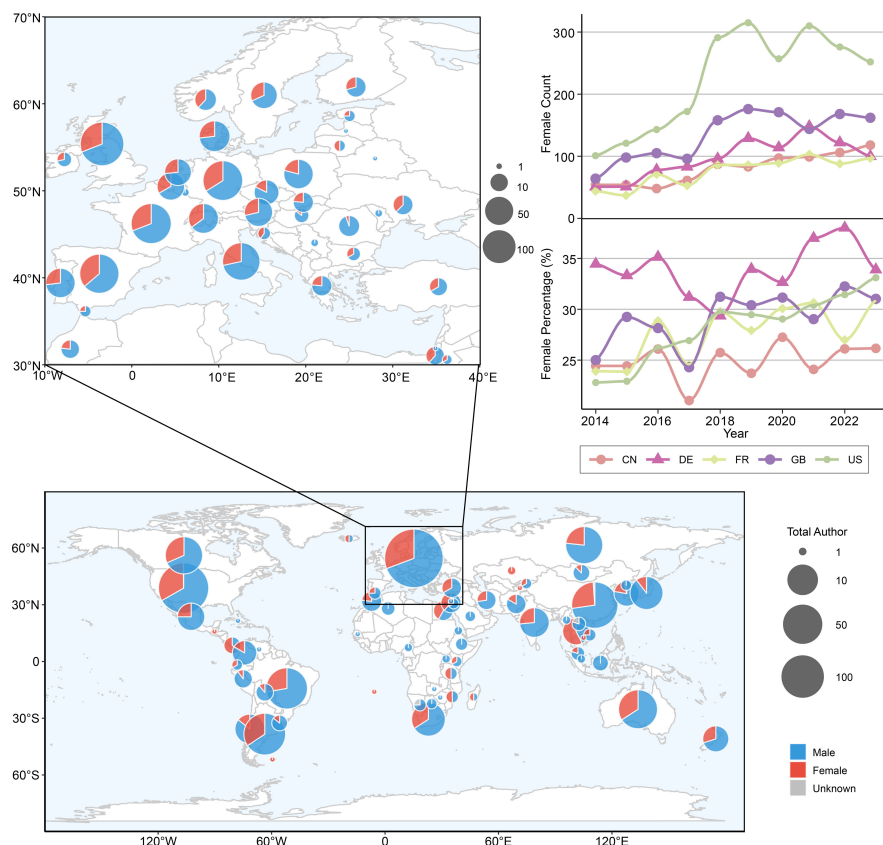 70°N
60°N
50°N
40°N
30°N
10°W
0
10°E
20°E
30°E
40°E
1
10
50
100
Female Count
300
200
100
0
Female Percentage (%)
35
30
25
2014
2016
2018
2020
2022
Year
CN DE FR GB US
60°N
30°N
0
30°S
60°S
120°W
60°W
0
60°E
120°E
Total Author
1
10
50
100
Male
Female
Unknown